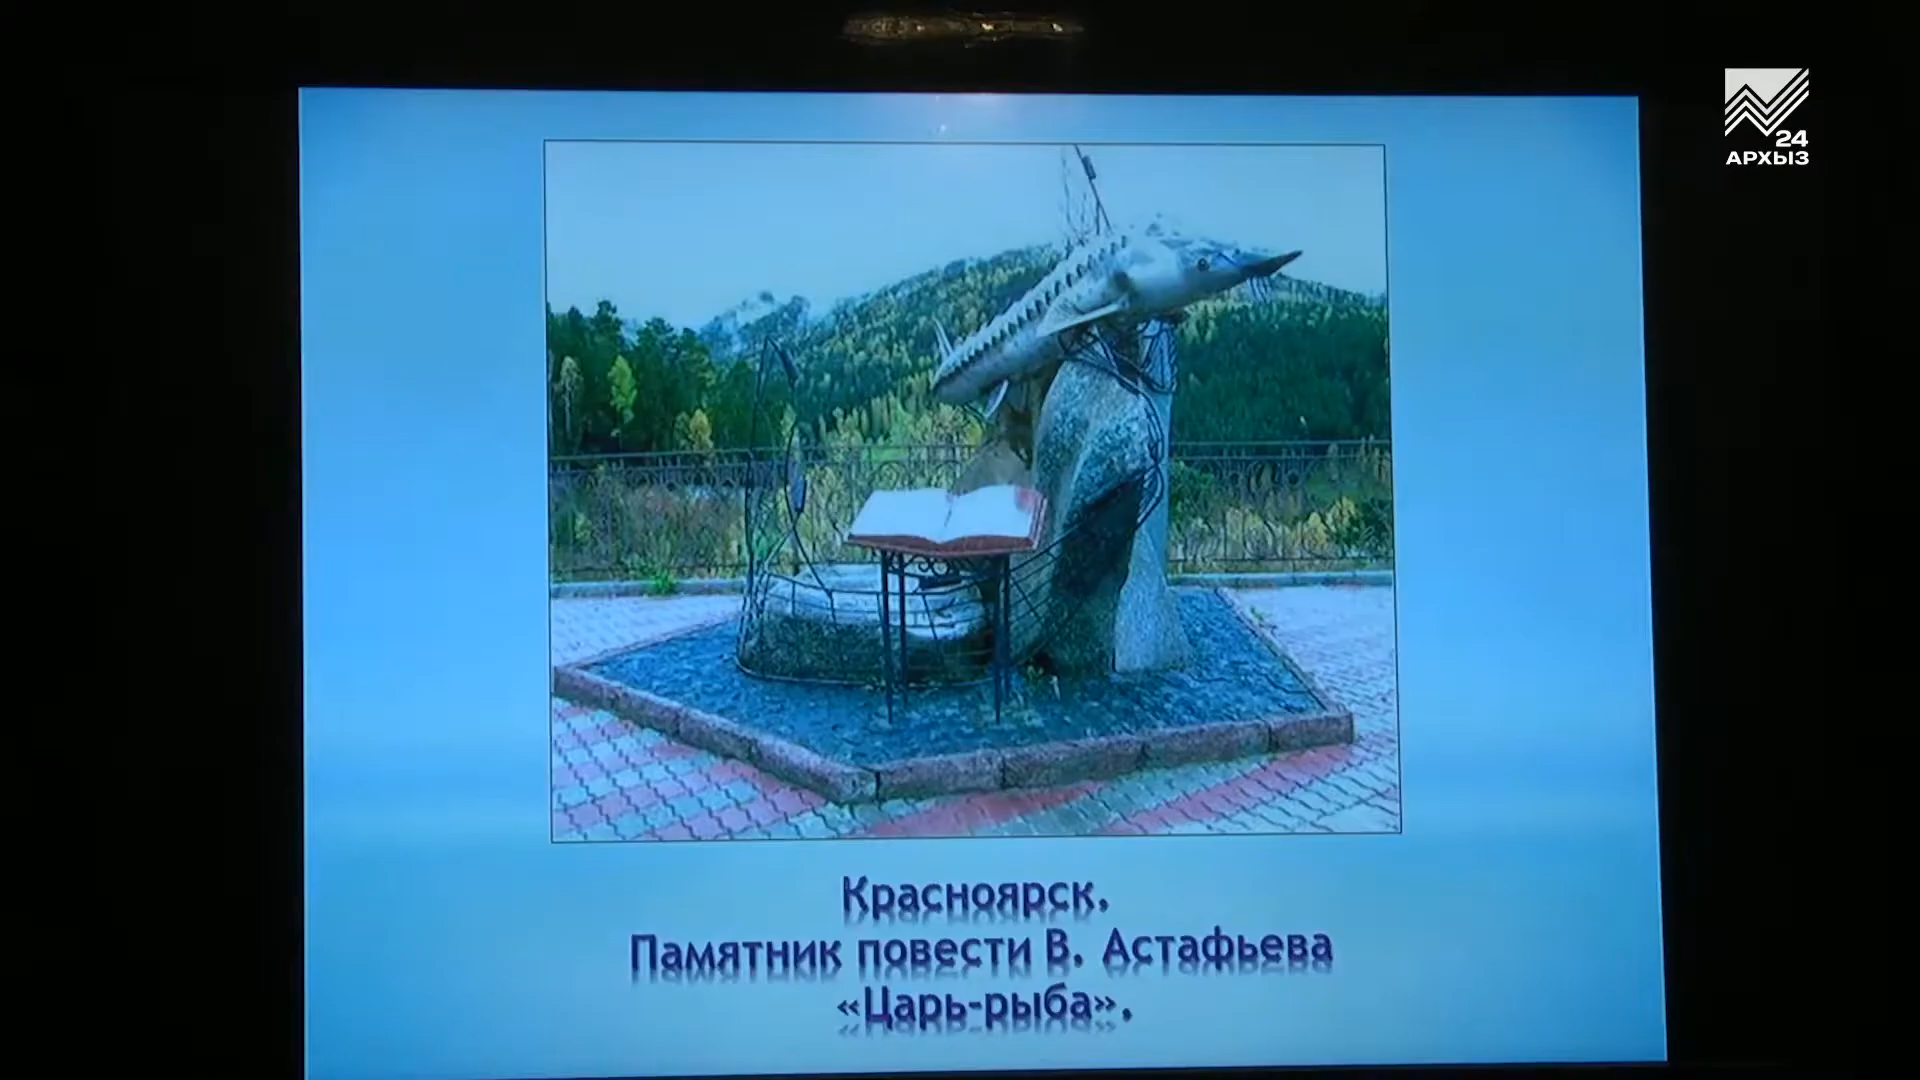 24
АРХЫЗ
Красноярск.
Памятник повести В. Астафьева
«Царь-рыба».